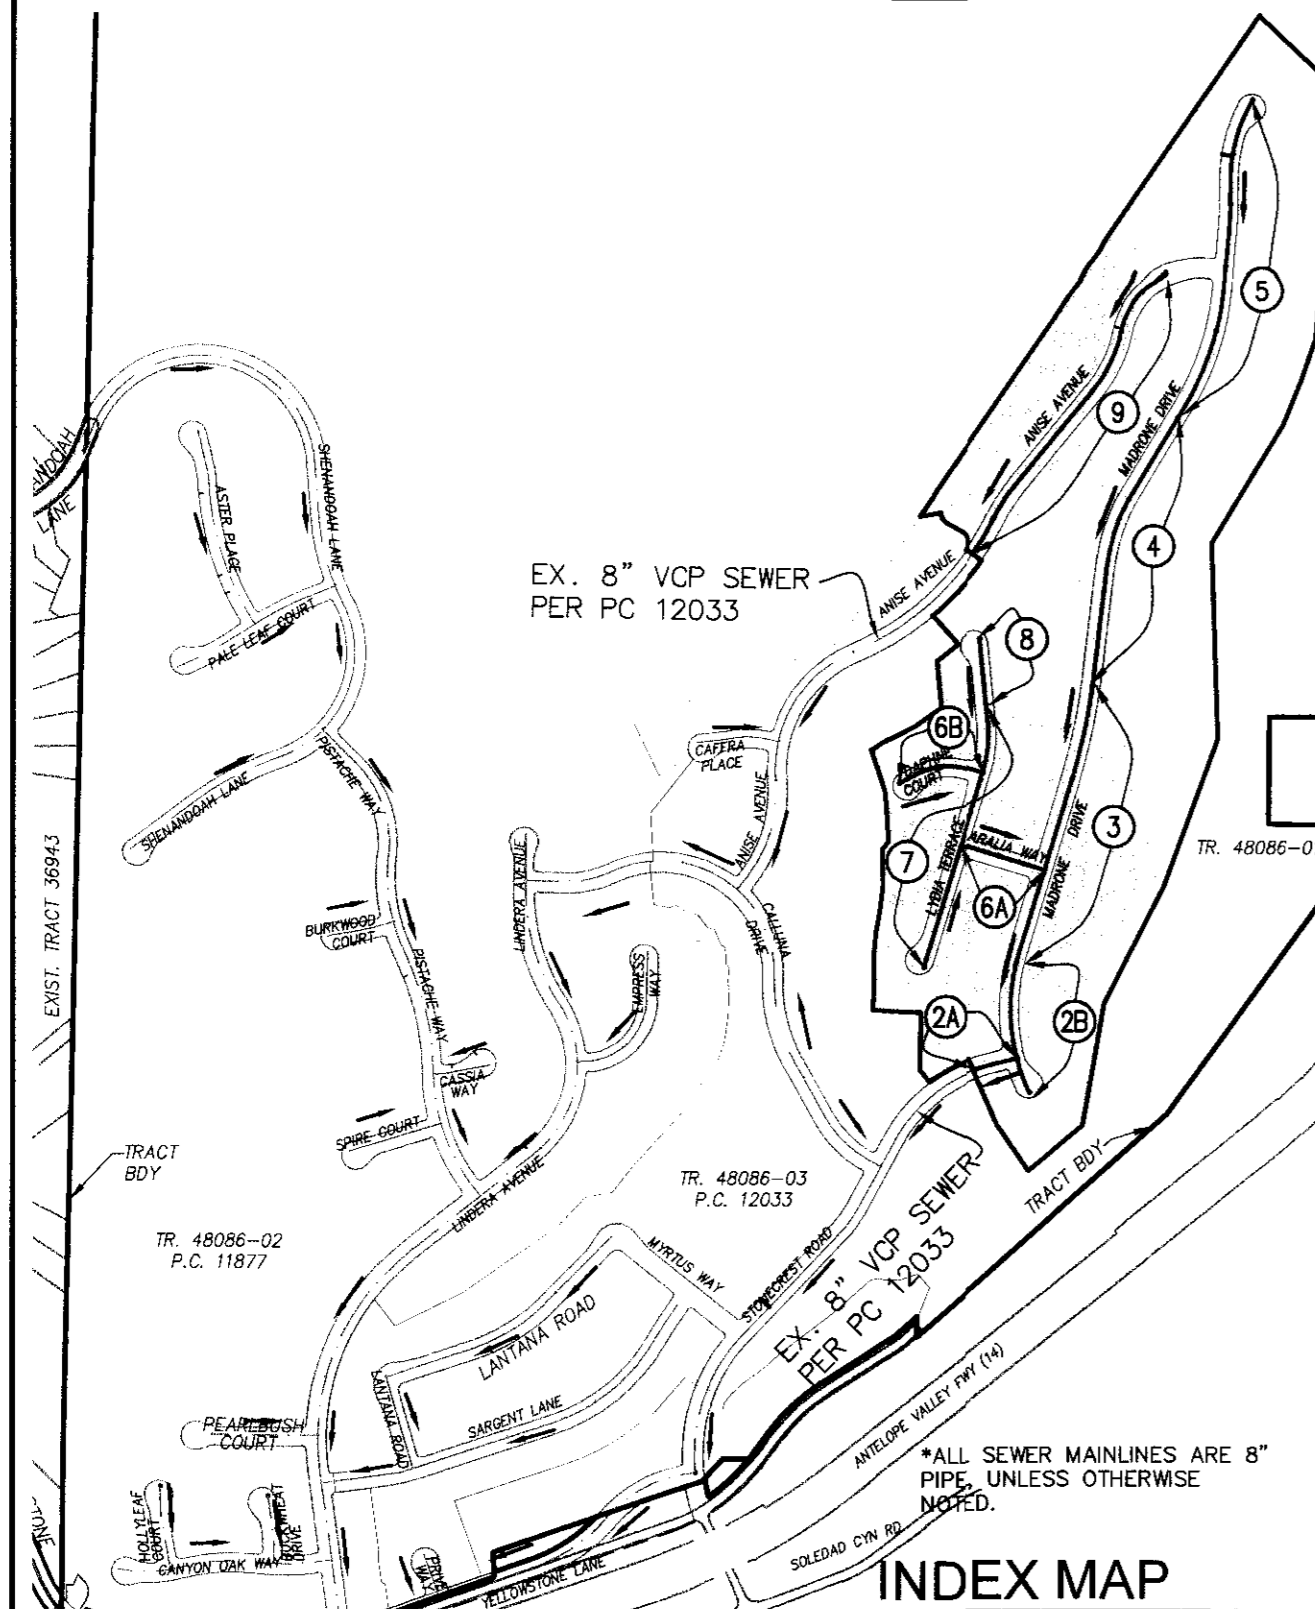 5
ANISE AVENUE
9
MADRONE DRIVE
SHENANDOAH LANE
ANDOAH
LANE
ASTER PLACE
4
EX. 8" VCP SEWER
PER PC 12033
ANISE AVENUE
PALE LEAF COURT
8
6B
CAFERA
PLACE
DAPHNE
COURT
PISTACHE WAY
SHENANDOAH LANE
ANISE AVENUE
ARALIA WAY
DRIVE
3
TR. 48086-0
EXIST. TRACT 36943
LINDERA AVENUE
7
LYBIA TERRACE
6A
MADRONE
BURKWOOD
COURT
PISTACHE WAY
CALLUNA
DRIVE
EMPRESS
WAY
2A
2B
CASSIA
WAY
SPIRE COURT
TRACT
BDY
LINDERA AVENUE
TR. 48086-03
P.C. 12033
TRACT BDY
TR. 48086-02
P.C. 11877
MYRTUS WAY
STONECREST ROAD
EX. 8" VCP SEWER
PER PC 12033
LANTANA ROAD
LANTANA ROAD
SARGENT LANE
PEARLBUSH
COURT
ANTELOPE VALLEY FWY (14)
*ALL SEWER MAINLINES ARE 8"
PIPE, UNLESS OTHERWISE
NOTED.
HOLLYLEAF
COURT
BUCKWHEAT
DRIVE
CANYON OAK WAY
PRIVE
WAY
YELLOWSTONE LANE
SOLEDAD CYN RD
INDEX MAP